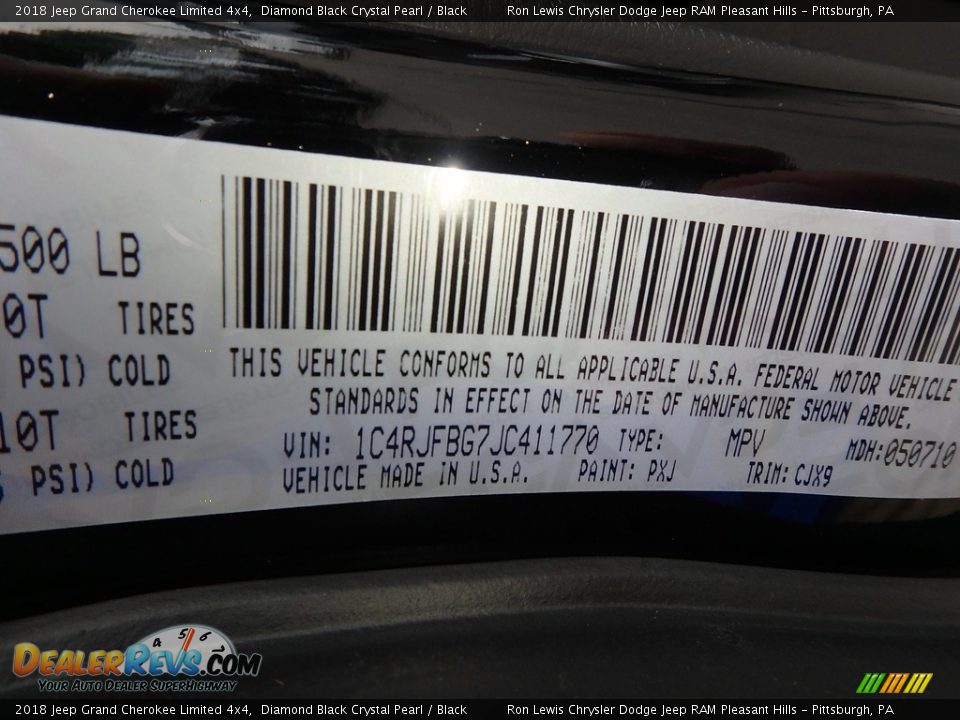 2018 Jeep Grand Cherokee Limited 4x4, Diamond Black Crystal Pearl / Black Ron Lewis Chrysler Dodge Jeep RAM Pleasant Hills - Pittsburgh, PA
500 LB
0T TIRES
PSI) COLD
10T TIRES
PSI) COLD
THIS VEHICLE CONFORMS TO ALL APPLICABLE U.S.A. FEDERAL MOTOR VEHICLE
STANDARDS IN EFFECT ON THE DATE OF MANUFACTURE SHOWN ABOVE.
VIN: 1C4RJFBG7JC411770 TYPE: MPV MDH:050710
VEHICLE MADE IN U.S.A. PAINT: PXJ TRIM: CJX9
4 5 6
DEALERREVS.COM
YOUR AUTO DEALER SUPERHIGHWAY
2018 Jeep Grand Cherokee Limited 4x4, Diamond Black Crystal Pearl / Black Ron Lewis Chrysler Dodge Jeep RAM Pleasant Hills - Pittsburgh, PA